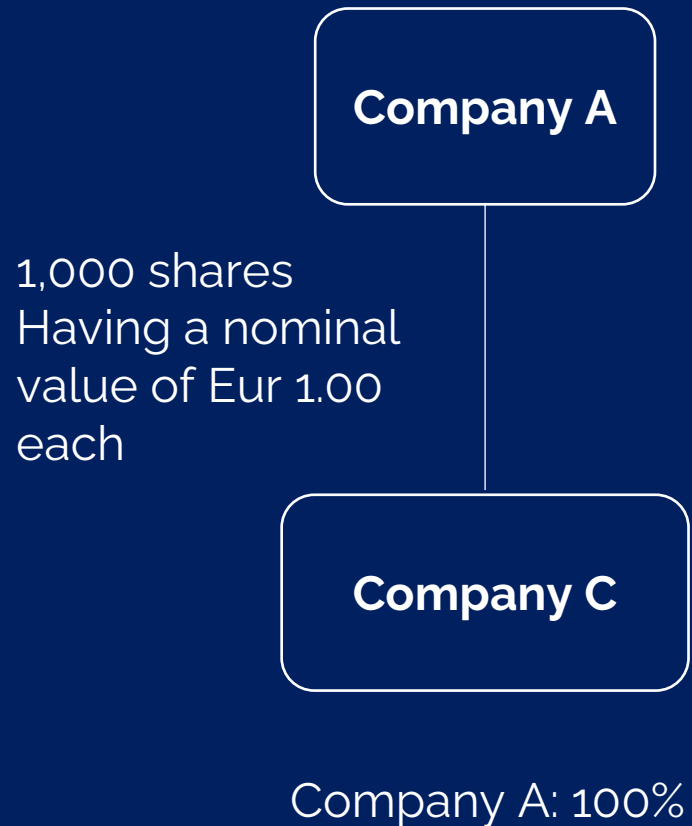 Company A
1,000 shares
Having a nominal
value of Eur 1.00
each
Company C
Company A: 100%